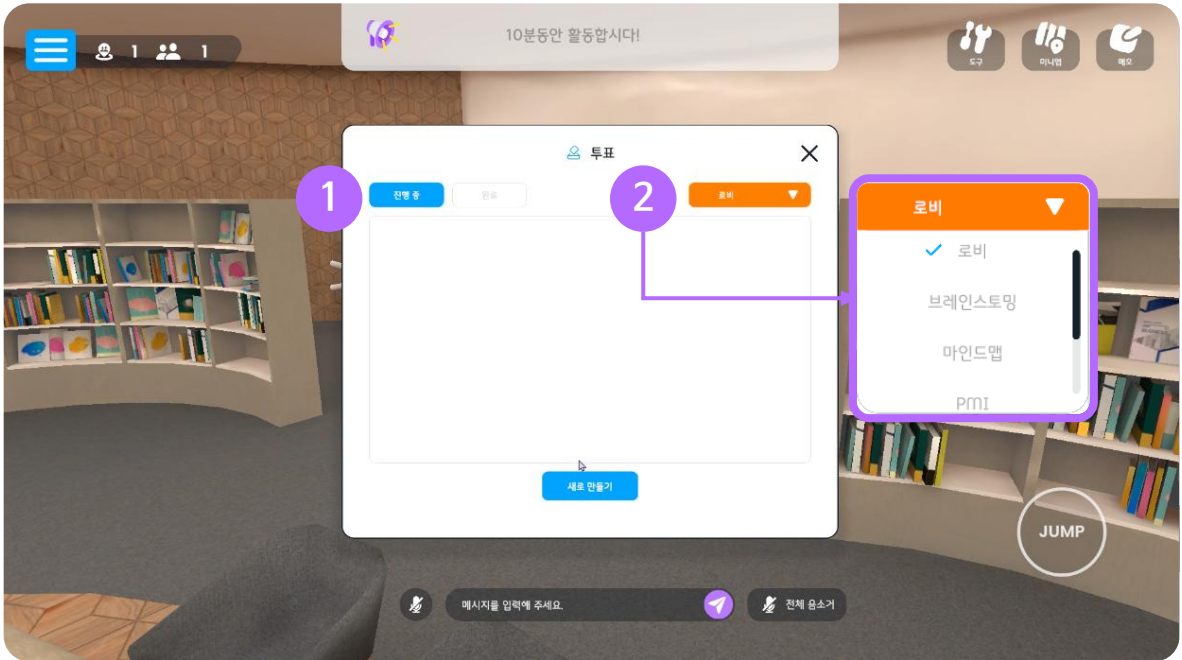 1 1
10분동안 활동합시다!
도구
미니맵
메모
투표
1
진행 중
완료
2
로비
로비
로비
브레인스토밍
마인드맵
PMI
새로 만들기
JUMP
메시지를 입력해 주세요.
전체 음소거